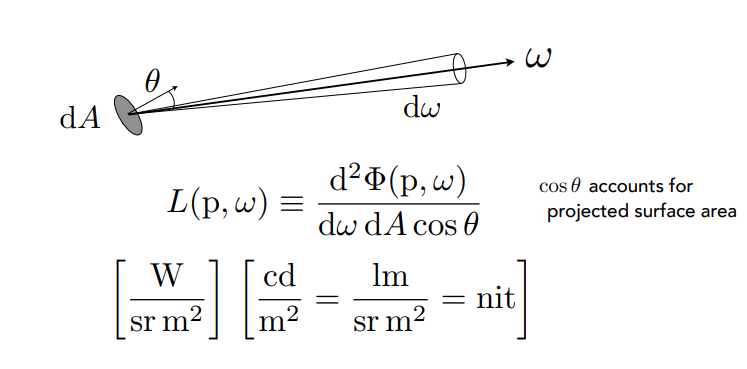 θ
ω
dA
dω
L(p, ω) ≡ d²Φ(p, ω) / dω dA cos θ
cos θ accounts for
projected surface area
[W / sr m²] [cd / m² = lm / sr m² = nit]